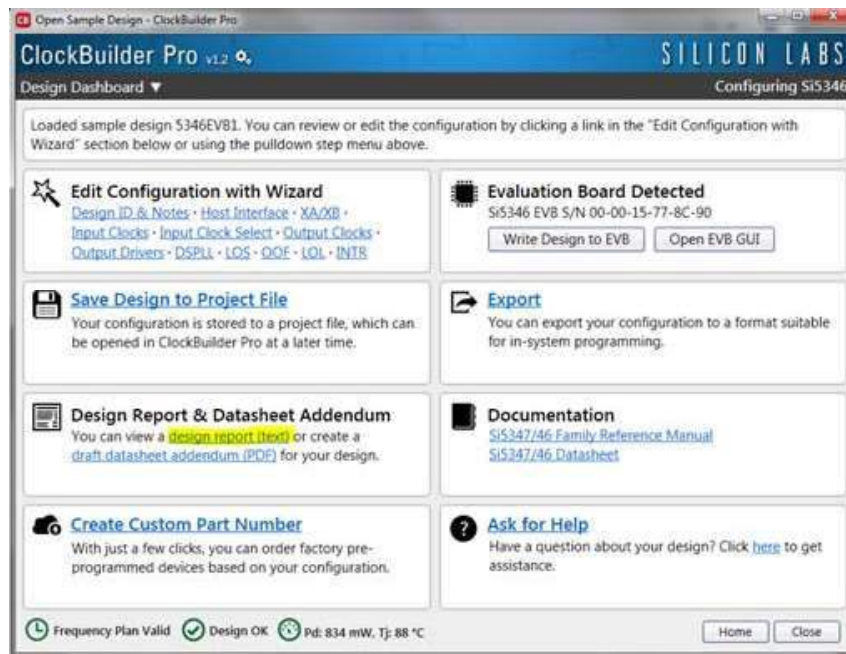 Open Sample Design - ClockBuilder Pro
ClockBuilder Pro v1.2
SILICON LABS
Design Dashboard ▼
Configuring Si5346
Loaded sample design 5346EVB1. You can review or edit the configuration by clicking a link in the "Edit Configuration with
Wizard" section below or using the pulldown step menu above.
Edit Configuration with Wizard
Design ID & Notes · Host Interface · XA/XB ·
Input Clocks · Input Clock Select · Output Clocks ·
Output Drivers · DSPLL · LOS · OOF · LOL · INTR
Evaluation Board Detected
Si5346 EVB S/N 00-00-15-77-8C-90
Write Design to EVB
Open EVB GUI
Save Design to Project File
Your configuration is stored to a project file, which can
be opened in ClockBuilder Pro at a later time.
Export
You can export your configuration to a format suitable
for in-system programming.
Design Report & Datasheet Addendum
You can view a design report (text) or create a
draft datasheet addendum (PDF) for your design.
Documentation
Si5347/46 Family Reference Manual
Si5347/46 Datasheet
Create Custom Part Number
With just a few clicks, you can order factory pre-
programmed devices based on your configuration.
Ask for Help
Have a question about your design? Click here to get
assistance.
Frequency Plan Valid
Design OK
Pd: 834 mW, Tj: 88 °C
Home
Close